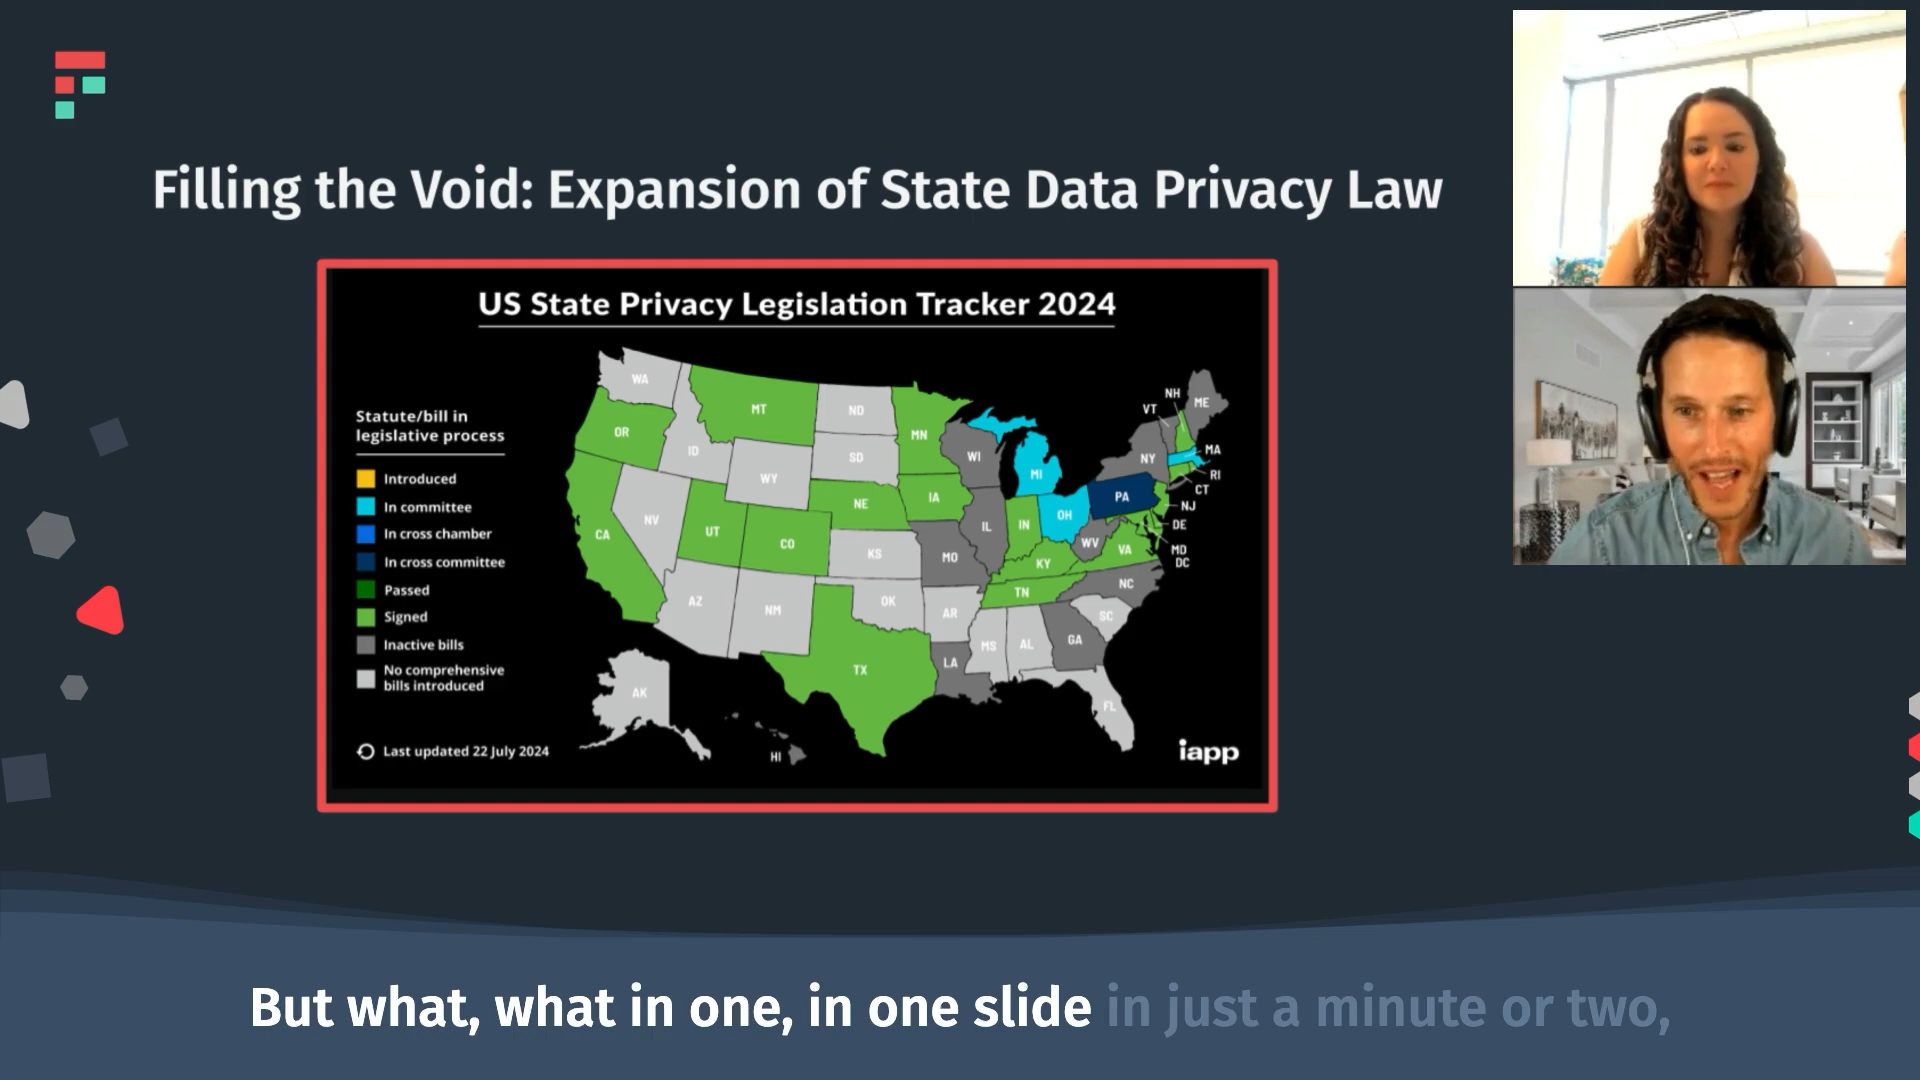 Filling the Void: Expansion of State Data Privacy Law
US State Privacy Legislation Tracker 2024
Statute/bill in
legislative process
Introduced
In committee
In cross chamber
In cross committee
Passed
Signed
Inactive bills
No comprehensive
bills introduced
Last updated 22 July 2024
WA
MT
ND
MN
OR
ID
SD
WY
WI
MI
NY
VT
NH
ME
MA
RI
CT
NJ
DE
MD
DC
PA
NE
IA
NV
UT
CO
CA
KS
MO
IL
IN
OH
WV
VA
KY
NC
TN
AZ
NM
OK
AR
SC
MS
AL
GA
TX
LA
FL
AK
HI
iapp
But what, what in one, in one slide in just a minute or two,